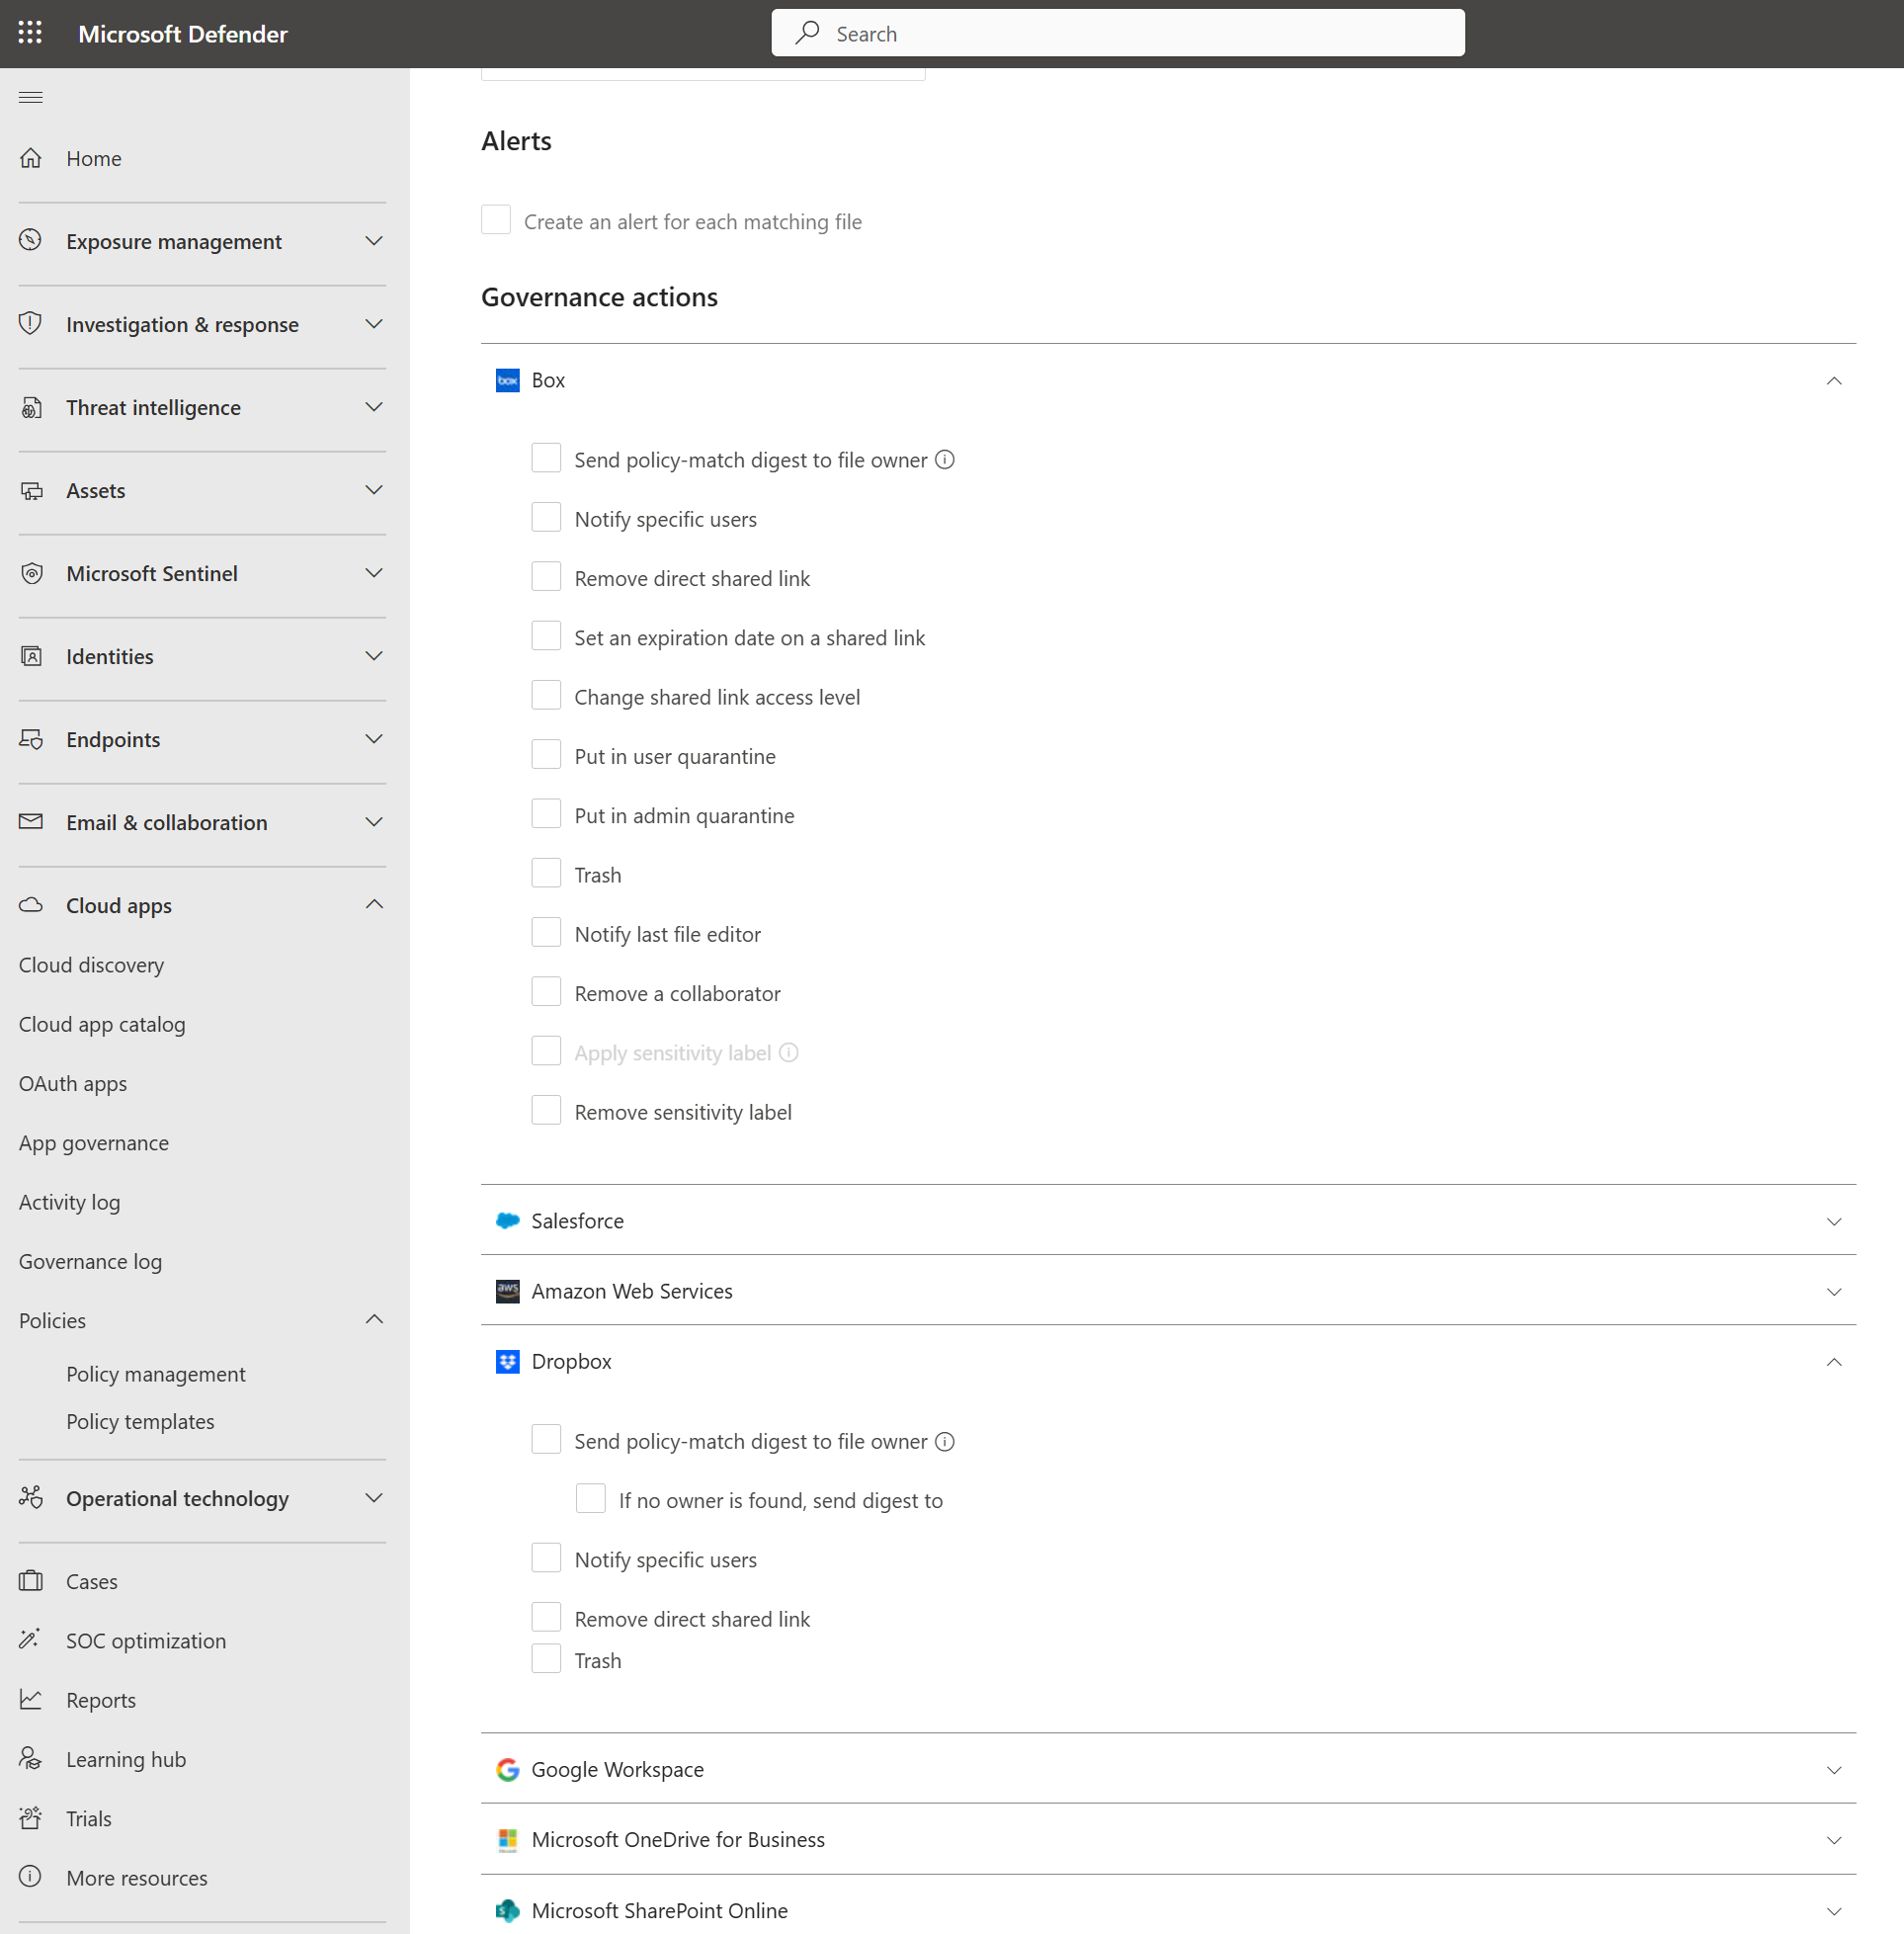 Microsoft Defender
Search
Home
Exposure management
Investigation & response
Threat intelligence
Assets
Microsoft Sentinel
Identities
Endpoints
Email & collaboration
Cloud apps
Cloud discovery
Cloud app catalog
OAuth apps
App governance
Activity log
Governance log
Policies
Policy management
Policy templates
Operational technology
Cases
SOC optimization
Reports
Learning hub
Trials
More resources
Alerts
Create an alert for each matching file
Governance actions
box
Box
Send policy-match digest to file owner
Notify specific users
Remove direct shared link
Set an expiration date on a shared link
Change shared link access level
Put in user quarantine
Put in admin quarantine
Trash
Notify last file editor
Remove a collaborator
Apply sensitivity label
Remove sensitivity label
Salesforce
aws
Amazon Web Services
Dropbox
Send policy-match digest to file owner
If no owner is found, send digest to
Notify specific users
Remove direct shared link
Trash
Google Workspace
Microsoft OneDrive for Business
Microsoft SharePoint Online